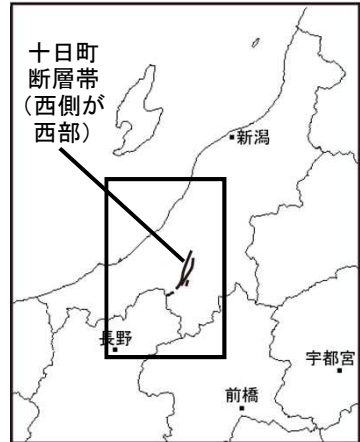 十日町
断層帯
（西側が
西部）
新潟
長野
宇都宮
前橋